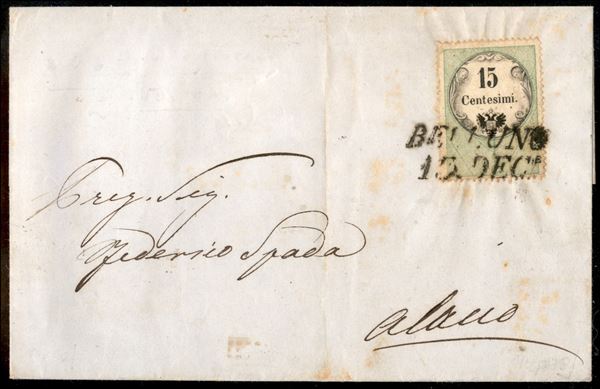 15
Centesimi.
BELLUNO
13. DEC.
Preg. Sig.
Federico Spada
Alano